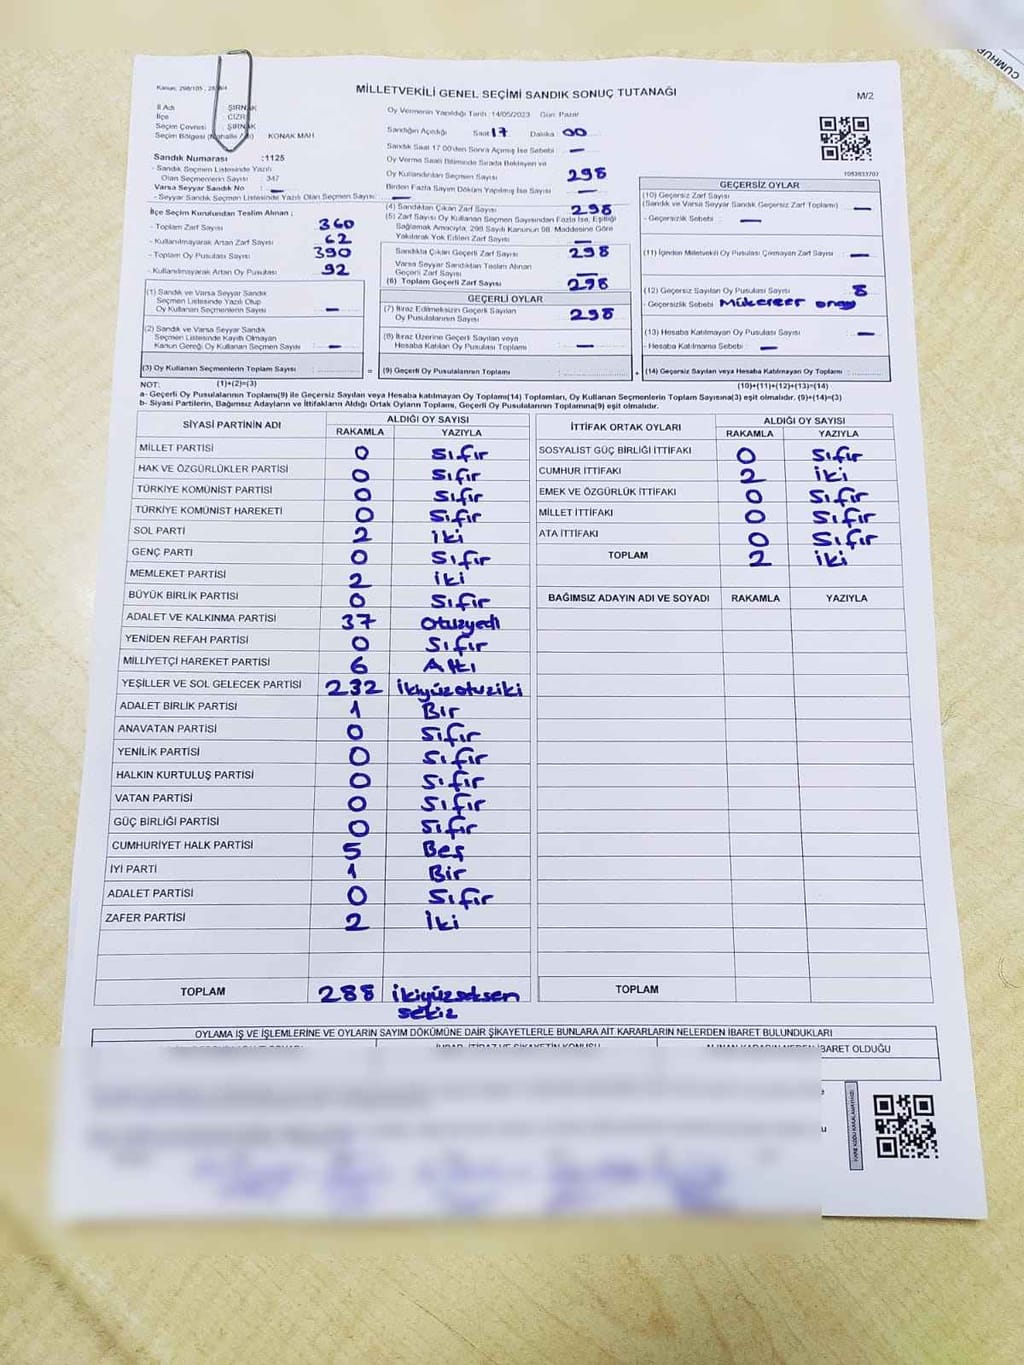 CUMHUR
Kanun: 298/105
MİLLETVEKİLİ GENEL SEÇİMİ SANDIK SONUÇ TUTANAĞI
M/2
İl Adı ŞIRNAK
İlçe CİZRE
Seçim Çevresi ŞIRNAK
Seçim Bölgesi (Mahalle / Köy) KONAK MAH
Sandık Numarası :1125
- Sandık Seçmen Listesinde Yazılı
Olan Seçmenlerin Sayısı : 347
Varsa Seyyar Sandık No : —
- Seyyar Sandık Seçmen Listesinde Yazılı Olan Seçmen Sayısı: —
İlçe Seçim Kurulundan Teslim Alınan ;
- Toplam Zarf Sayısı : 360
- Kullanılmayarak Artan Zarf Sayısı : 62
- Toplam Oy Pusulası Sayısı : 390
- Kullanılmayarak Artan Oy Pusulası : 92
(1) Sandık ve Varsa Seyyar Sandık
Seçmen Listesinde Yazılı Olup
Oy Kullanan Seçmenlerin Sayısı : —
(2) Sandık ve Varsa Seyyar Sandık
Seçmen Listesinde Kayıtlı Olmayan
Kanun Gereği Oy Kullanan Seçmen Sayısı : —
(3) Oy Kullanan Seçmenlerin Toplam Sayısı :
Oy Vermenin Yapıldığı Tarih : 14/05/2023 Gün: Pazar
Sandığın Açıldığı Saat 17 Dakika : 00
Sandık Saat 17.00'den Sonra Açılmış İse Sebebi : —
Oy Verme Saati Bitiminde Sırada Bekleyen ve
Oy Kullandırılan Seçmen Sayısı : 298
Birden Fazla Sayım Döküm Yapılmış İse Sayısı : —
(4) Sandıktan Çıkan Zarf Sayısı : 298
(5) Zarf Sayısı Oy Kullanan Seçmen Sayısından Fazla İse, Eşitliği
Sağlamak Amacıyla, 298 Sayılı Kanunun 98. Maddesine Göre
Yakılarak Yok Edilen Zarf Sayısı : —
Sandıkta Çıkan Geçerli Zarf Sayısı : 298
Varsa Seyyar Sandıktan Teslim Alınan
Geçerli Zarf Sayısı : —
(6) Toplam Geçerli Zarf Sayısı : 298
GEÇERLİ OYLAR
(7) İtiraz Edilmeksizin Geçerli Sayılan
Oy Pusulalarının Sayısı : 298
(8) İtiraz Üzerine Geçerli Sayılan veya
Hesaba Katılan Oy Pusulası Toplamı : —
= (9) Geçerli Oy Pusulalarının Toplamı :
1083833707
GEÇERSİZ OYLAR
(10) Geçersiz Zarf Sayısı
(Sandık ve Varsa Seyyar Sandık Geçersiz Zarf Toplamı) : —
- Geçersizlik Sebebi : —
(11) İçinden Milletvekili Oy Pusulası Çıkmayan Zarf Sayısı : —
(12) Geçersiz Sayılan Oy Pusulası Sayısı : 8
- Geçersizlik Sebebi : Mükereer onay
(13) Hesaba Katılmayan Oy Pusulası Sayısı : —
- Hesaba Katılmama Sebebi : —
+ (14) Geçersiz Sayılan veya Hesaba Katılmayan Oy Toplamı :
NOT: (1)+(2)=(3) (10)+(11)+(12)+(13)=(14)
a- Geçerli Oy Pusulalarının Toplamı(9) ile Geçersiz Sayılan veya Hesaba Katılmayan Oy Toplamı(14) Toplamları, Oy Kullanan Seçmenlerin Toplam Sayısına(3) eşit olmalıdır. (9)+(14)=(3)
b- Siyasi Partilerin, Bağımsız Adayların ve İttifakların Aldığı Ortak Oyların Toplamı, Geçerli Oy Pusulalarının Toplamına(9) eşit olmalıdır.
SİYASİ PARTİNİN ADI ALDIĞI OY SAYISI
RAKAMLA YAZIYLA
MİLLET PARTİSİ 0 Sıfır
HAK VE ÖZGÜRLÜKLER PARTİSİ 0 Sıfır
TÜRKİYE KOMÜNİST PARTİSİ 0 Sıfır
TÜRKİYE KOMÜNİST HAREKETİ 0 Sıfır
SOL PARTİ 2 iki
GENÇ PARTİ 0 Sıfır
MEMLEKET PARTİSİ 2 iki
BÜYÜK BİRLİK PARTİSİ 0 Sıfır
ADALET VE KALKINMA PARTİSİ 37 Otuzyedi
YENİDEN REFAH PARTİSİ 0 Sıfır
MİLLİYETÇİ HAREKET PARTİSİ 6 Altı
YEŞİLLER VE SOL GELECEK PARTİSİ 232 İkiyüzotuziki
ADALET BİRLİK PARTİSİ 1 Bir
ANAVATAN PARTİSİ 0 Sıfır
YENİLİK PARTİSİ 0 Sıfır
HALKIN KURTULUŞ PARTİSİ 0 Sıfır
VATAN PARTİSİ 0 Sıfır
GÜÇ BİRLİĞİ PARTİSİ 0 Sıfır
CUMHURİYET HALK PARTİSİ 5 Beş
İYİ PARTİ 1 Bir
ADALET PARTİSİ 0 Sıfır
ZAFER PARTİSİ 2 İki
TOPLAM 288 İkiyüzseksen
sekiz
İTTİFAK ORTAK OYLARI ALDIĞI OY SAYISI
RAKAMLA YAZIYLA
SOSYALİST GÜÇ BİRLİĞİ İTTİFAKI 0 Sıfır
CUMHUR İTTİFAKI 2 iki
EMEK VE ÖZGÜRLÜK İTTİFAKI 0 Sıfır
MİLLET İTTİFAKI 0 Sıfır
ATA İTTİFAKI 0 Sıfır
TOPLAM 2 iki
BAĞIMSIZ ADAYIN ADI VE SOYADI RAKAMLA YAZIYLA
TOPLAM
OYLAMA İŞ VE İŞLEMLERİNE VE OYLARIN SAYIM DÖKÜMÜNE DAİR ŞİKAYETLERLE BUNLARA AİT KARARLARIN NELERDEN İBARET BULUNDUKLARI
İHBAR, İTİRAZ VE ŞİKAYETİN KONUSU ALINAN KARARIN NEDEN İBARET OLDUĞU